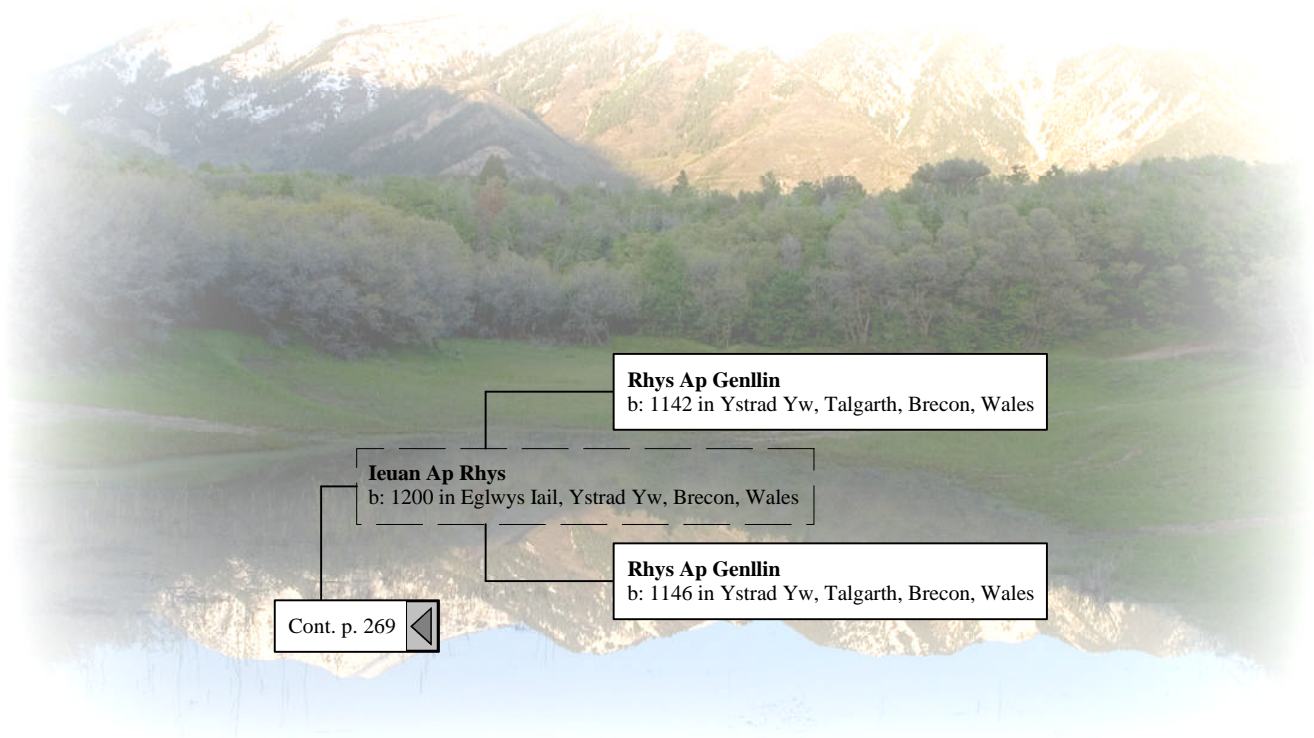 Rhys Ap Genllin
b: 1142 in Ystrad Yw, Talgarth, Brecon, Wales
Ieuan Ap Rhys
b: 1200 in Eglwys Iail, Ystrad Yw, Brecon, Wales
Rhys Ap Genllin
b: 1146 in Ystrad Yw, Talgarth, Brecon, Wales
Cont. p. 269